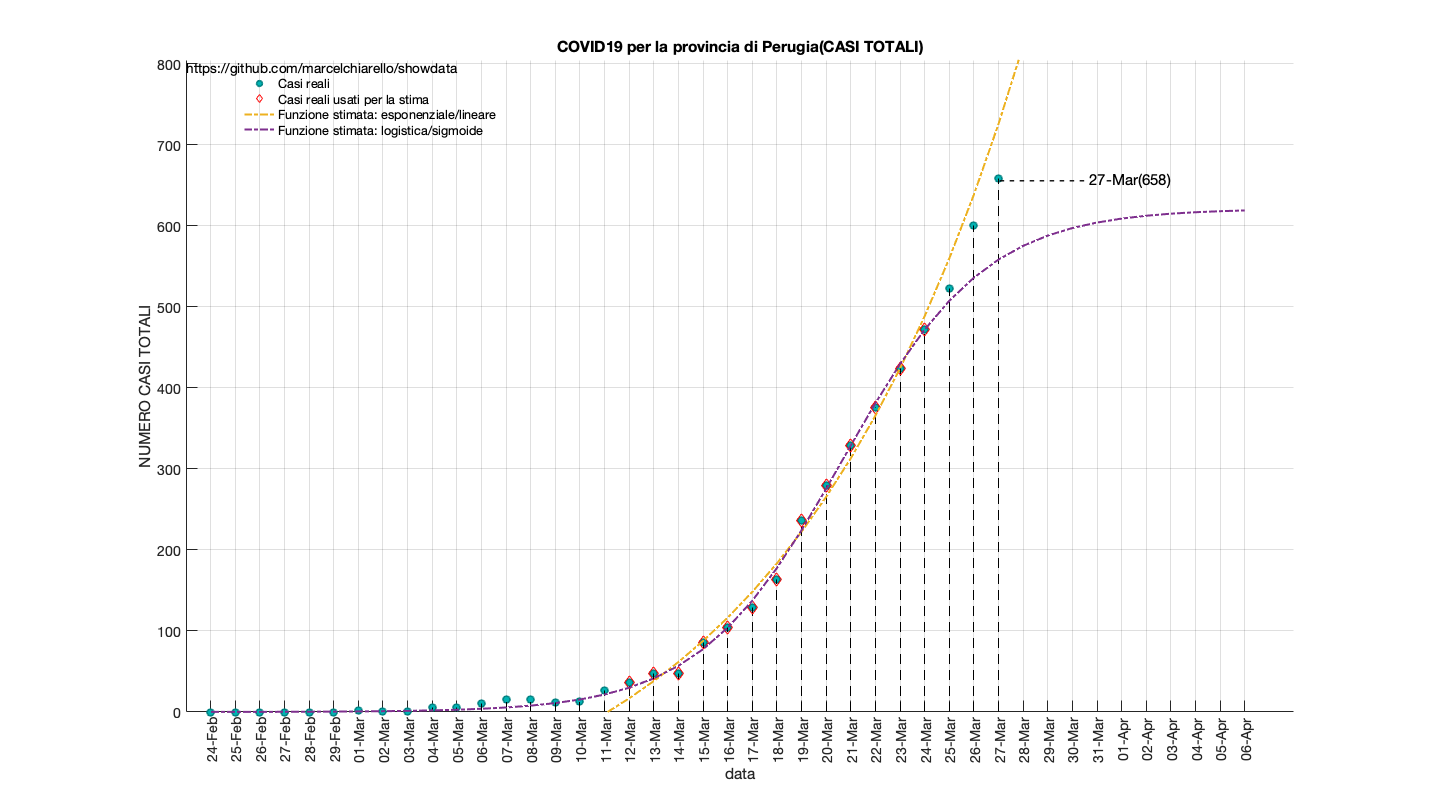 COVID19 per la provincia di Perugia(CASI TOTALI)
https://github.com/marcelchiarello/showdata
Casi reali
Casi reali usati per la stima
Funzione stimata: esponenziale/lineare
Funzione stimata: logistica/sigmoide
NUMERO CASI TOTALI
800
700
600
500
400
300
200
100
0
27-Mar(658)
24-Feb
25-Feb
26-Feb
27-Feb
28-Feb
29-Feb
01-Mar
02-Mar
03-Mar
04-Mar
05-Mar
06-Mar
07-Mar
08-Mar
09-Mar
10-Mar
11-Mar
12-Mar
13-Mar
14-Mar
15-Mar
16-Mar
17-Mar
18-Mar
19-Mar
20-Mar
21-Mar
22-Mar
23-Mar
24-Mar
25-Mar
26-Mar
27-Mar
28-Mar
29-Mar
30-Mar
31-Mar
01-Apr
02-Apr
03-Apr
04-Apr
05-Apr
06-Apr
data